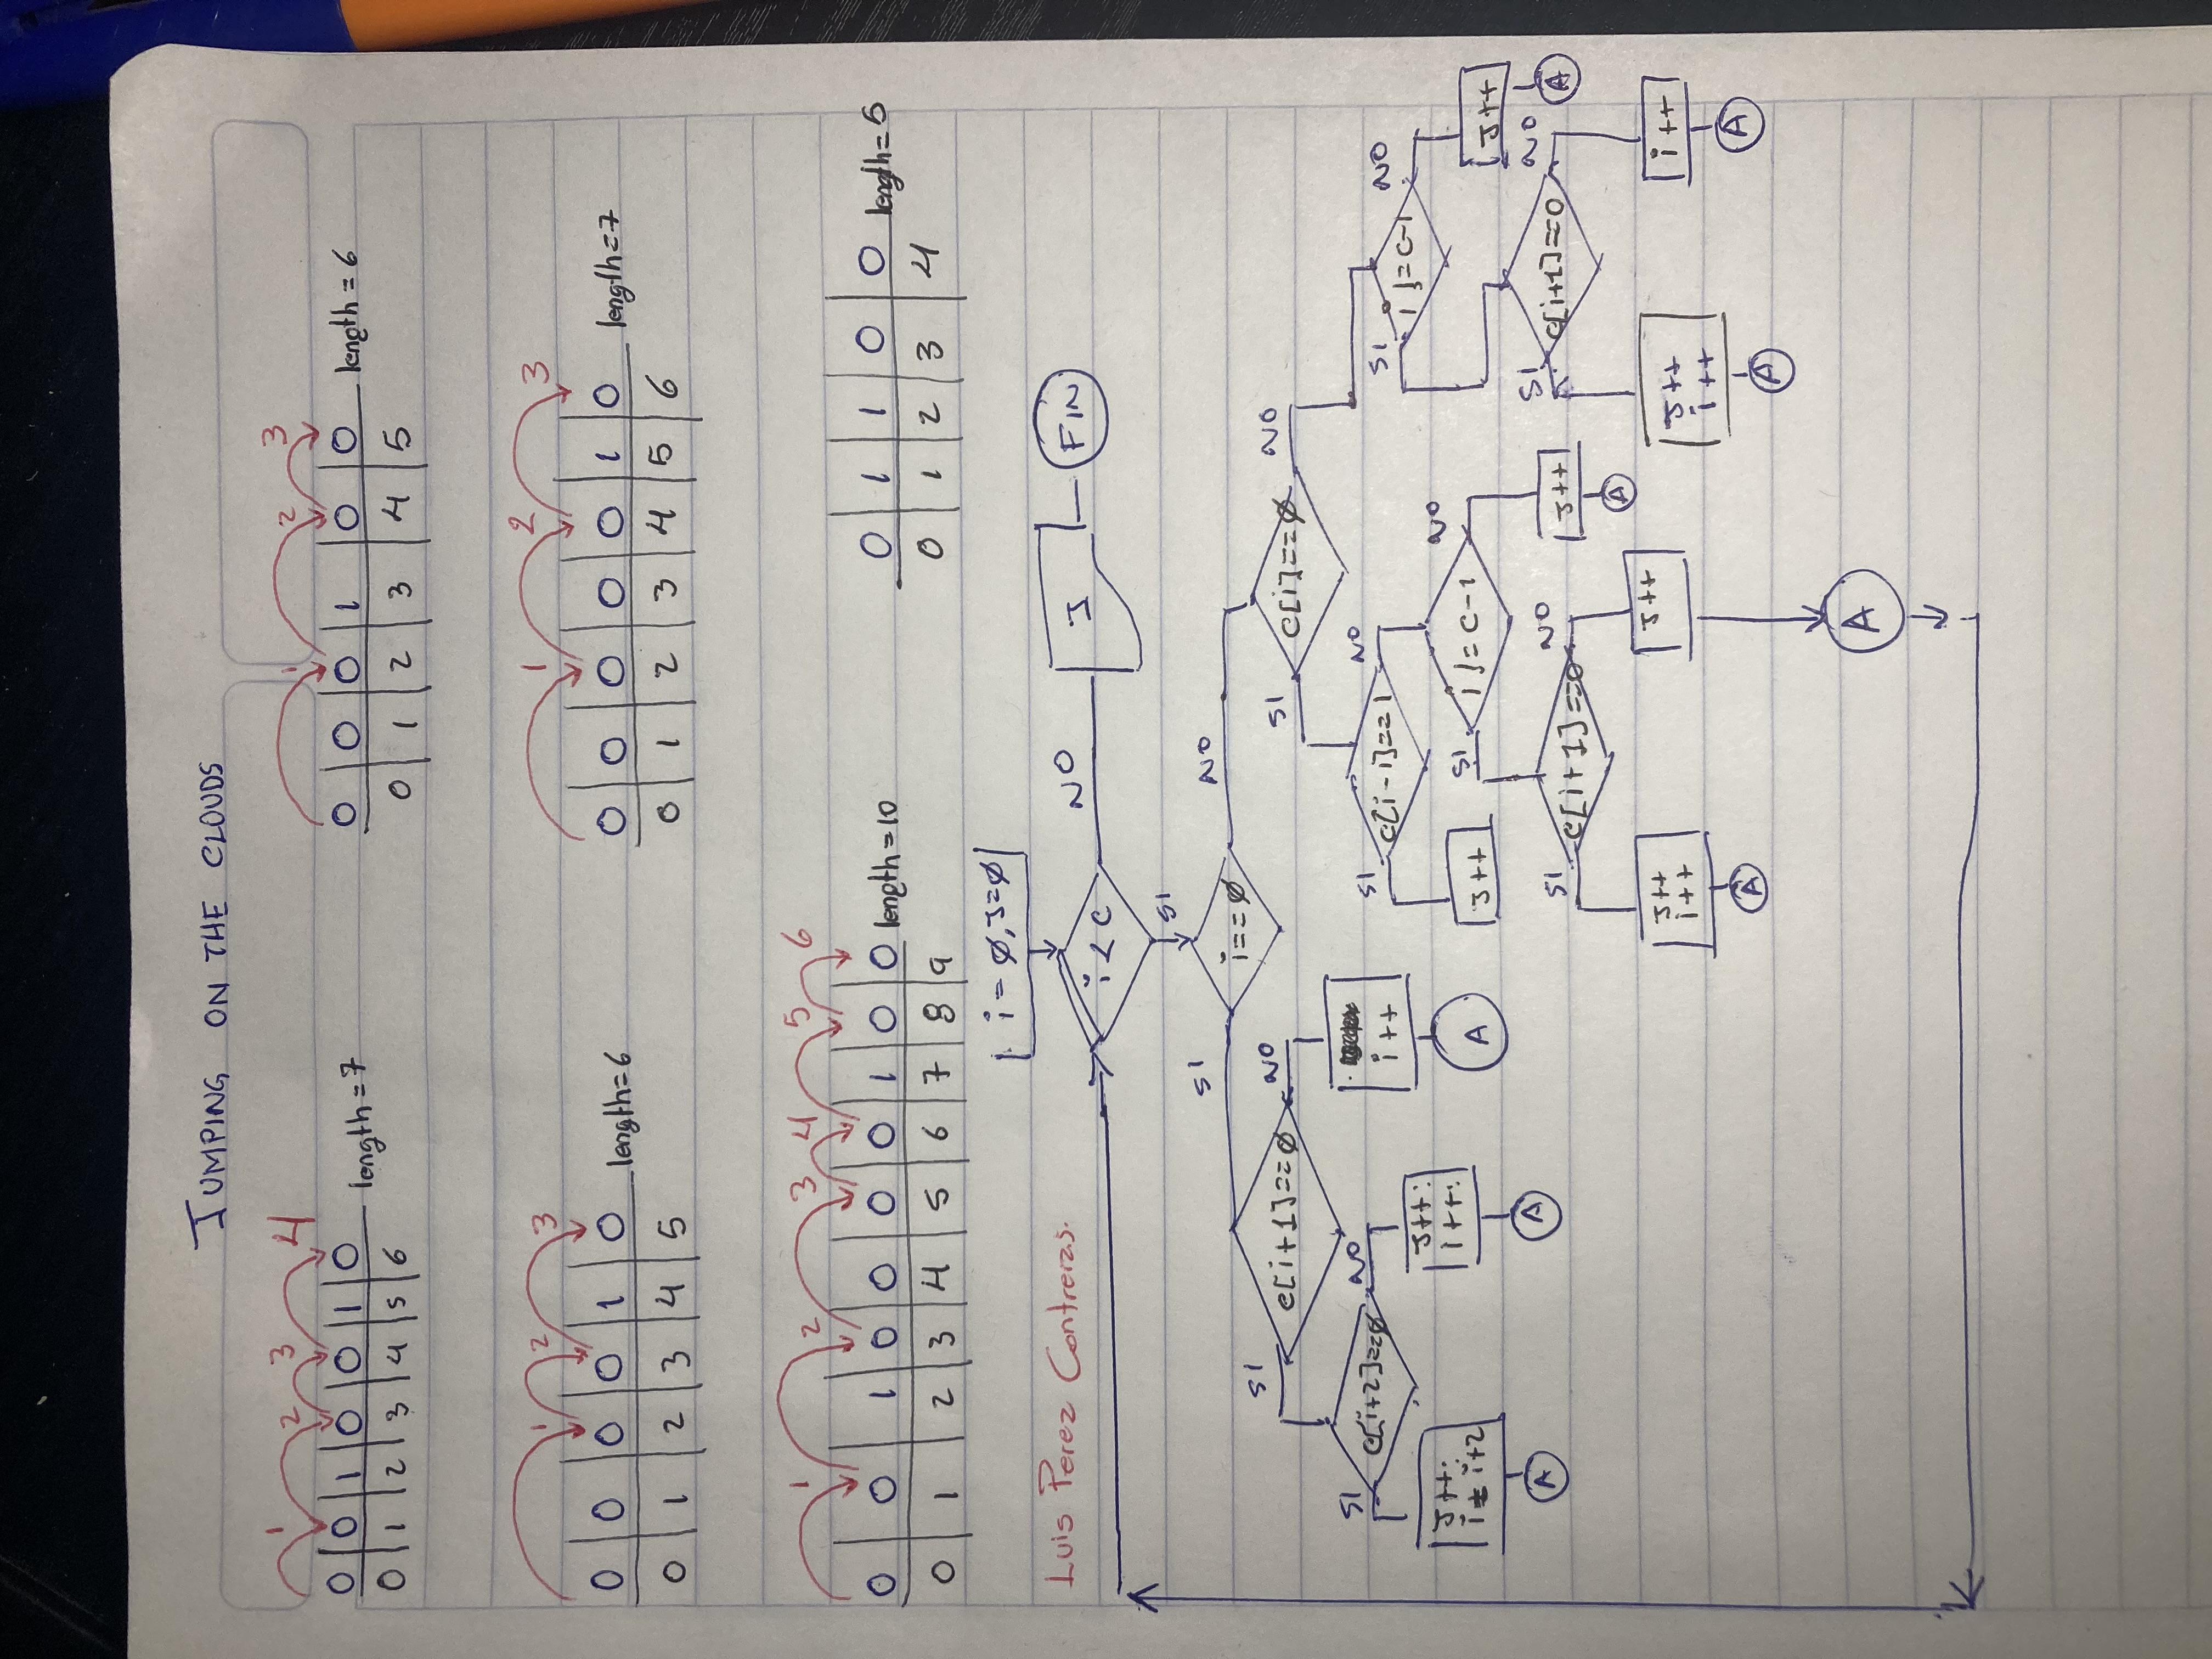 JUMPING ON THE CLOUDS
1 2 3 4
0 0 1 0 0 1 0 length=7
0 1 2 3 4 5 6
1 2 3
0 0 0 1 0 0 length=6
0 1 2 3 4 5
1 2 3
0 0 0 0 1 0 length=6
0 1 2 3 4 5
1 2 3
0 0 0 0 0 1 0 length=7
0 1 2 3 4 5 6
1 2 3 4 5 6
0 0 1 0 0 0 0 1 0 0 length=10
0 1 2 3 4 5 6 7 8 9
0 1 1 0 0 length=5
0 1 2 3 4
i=Ø, J=Ø
Luis Perez Contreras.
i < c
NO
J
FIN
SI
SI
i==Ø
NO
SI
c[i+1]==Ø
NO
SI
c[i]==Ø
NO
SI
c[i+2]==Ø
NO
i++
A
SI
c[i-1]==1
NO
SI
i != c-1
NO
J++:
i = i+2
A
J++:
i++:
A
J++
SI
i != c-1
NO
J++
A
SI
c[i+1]==0
NO
J++
A
SI
c[i+1]==0
NO
J++
i++
A
J++
A
J++
i++
A
i++
A